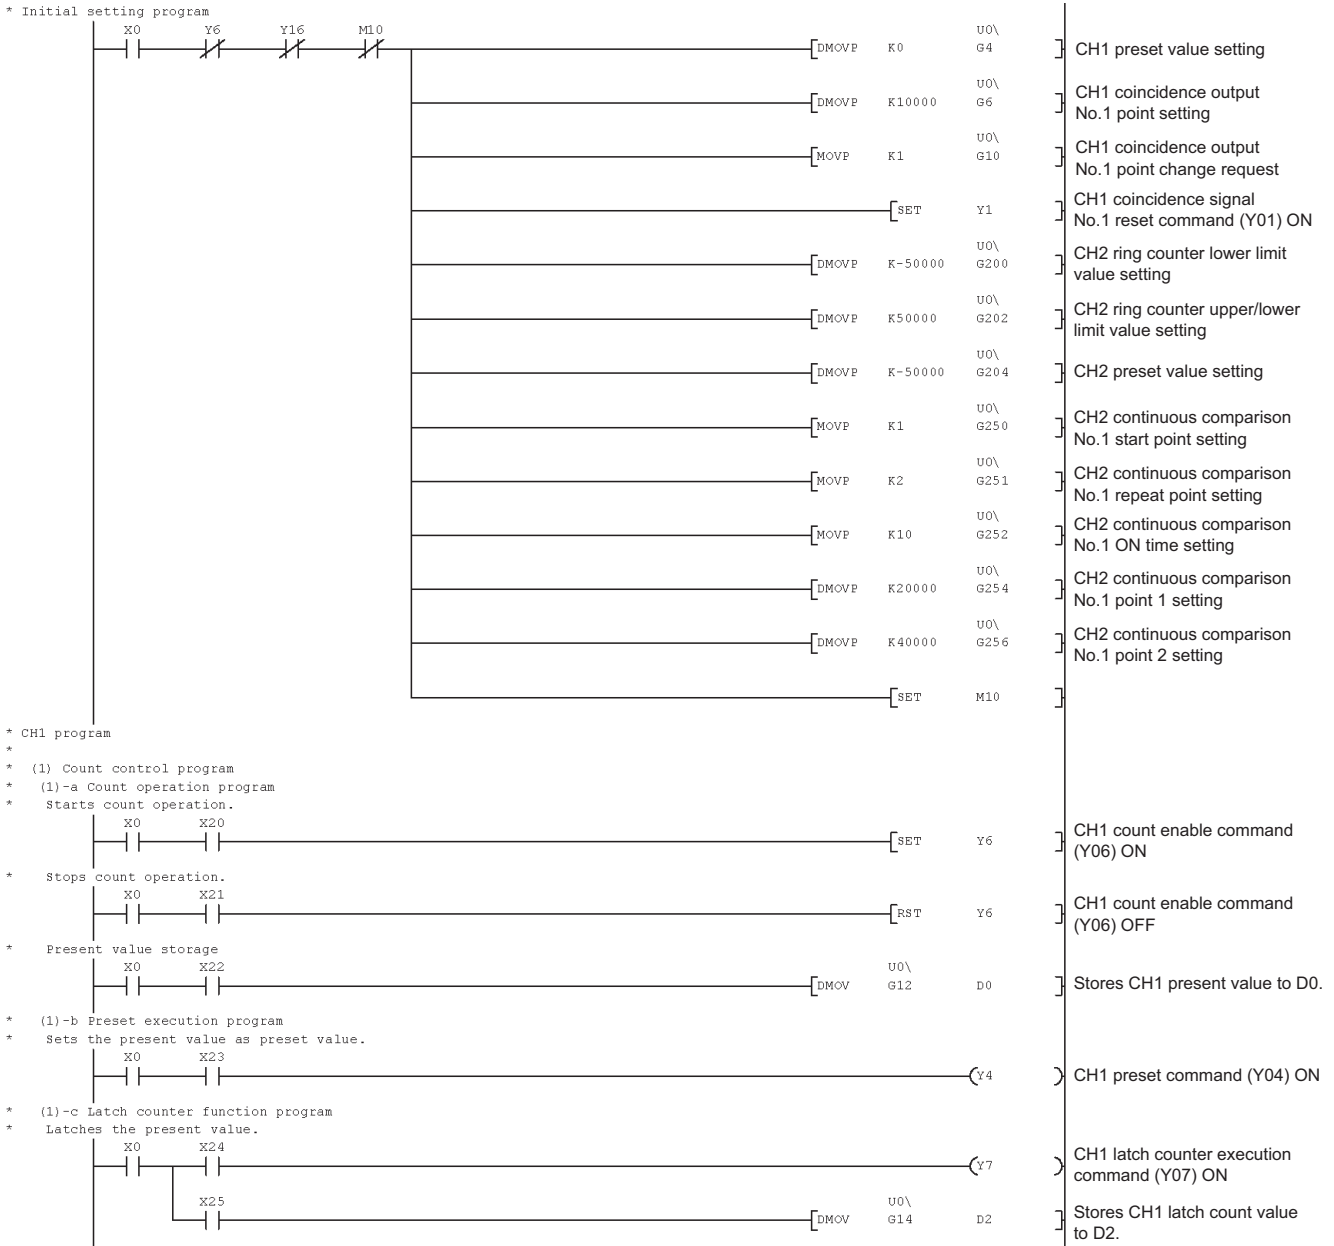 * Initial setting program
X0 Y6 Y16 M10
U0\
DMOVP K0 G4 CH1 preset value setting
U0\
DMOVP K10000 G6 CH1 coincidence output
No.1 point setting
U0\
MOVP K1 G10 CH1 coincidence output
No.1 point change request
SET Y1 CH1 coincidence signal
No.1 reset command (Y01) ON
U0\
DMOVP K-50000 G200 CH2 ring counter lower limit
value setting
U0\
DMOVP K50000 G202 CH2 ring counter upper/lower
limit value setting
U0\
DMOVP K-50000 G204 CH2 preset value setting
U0\
MOVP K1 G250 CH2 continuous comparison
No.1 start point setting
U0\
MOVP K2 G251 CH2 continuous comparison
No.1 repeat point setting
U0\
MOVP K10 G252 CH2 continuous comparison
No.1 ON time setting
U0\
DMOVP K20000 G254 CH2 continuous comparison
No.1 point 1 setting
U0\
DMOVP K40000 G256 CH2 continuous comparison
No.1 point 2 setting
SET M10
* CH1 program
*
* (1) Count control program
* (1)-a Count operation program
* Starts count operation.
X0 X20
SET Y6 CH1 count enable command
(Y06) ON
* Stops count operation.
X0 X21
RST Y6 CH1 count enable command
(Y06) OFF
* Present value storage
X0 X22 U0\
DMOV G12 D0 Stores CH1 present value to D0.
* (1)-b Preset execution program
* Sets the present value as preset value.
X0 X23
Y4 CH1 preset command (Y04) ON
* (1)-c Latch counter function program
* Latches the present value.
X0 X24
Y7 CH1 latch counter execution
command (Y07) ON
X25 U0\
DMOV G14 D2 Stores CH1 latch count value
to D2.